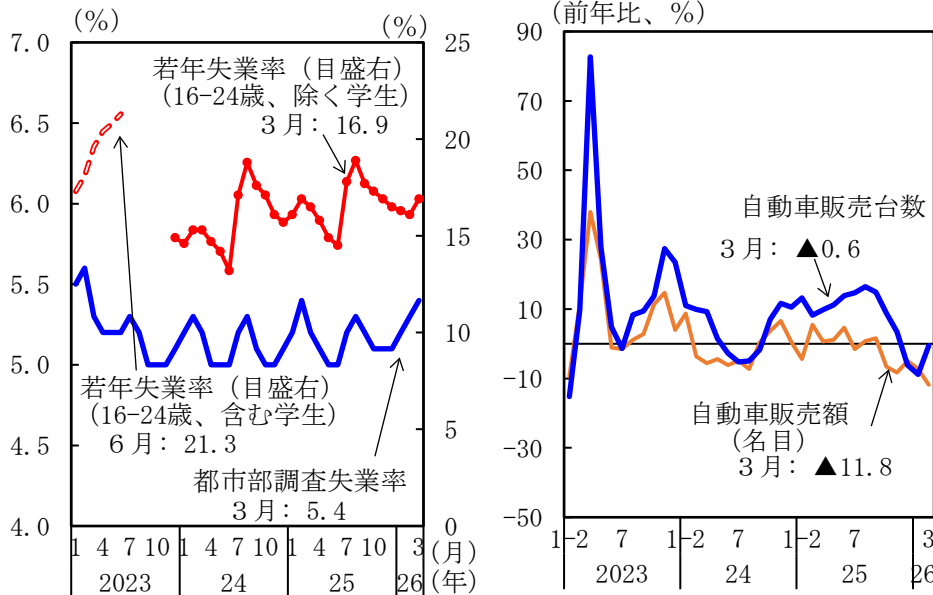 (%)
(%)
7.0
6.5
6.0
5.5
5.0
4.5
4.0
25
20
15
10
5
0
若年失業率（目盛右）
(16-24歳、除く学生)
３月：16.9
若年失業率（目盛右）
(16-24歳、含む学生)
６月：21.3
都市部調査失業率
３月：5.4
1 4 7 10 1 4 7 10 1 4 7 10 1 3 (月)
2023 24 25 26 (年)
(前年比、%)
90
70
50
30
10
-10
-30
-50
自動車販売台数
３月：▲0.6
自動車販売額
(名目)
３月：▲11.8
1-2 7 1-2 7 1-2 7 3
2023 24 25 26